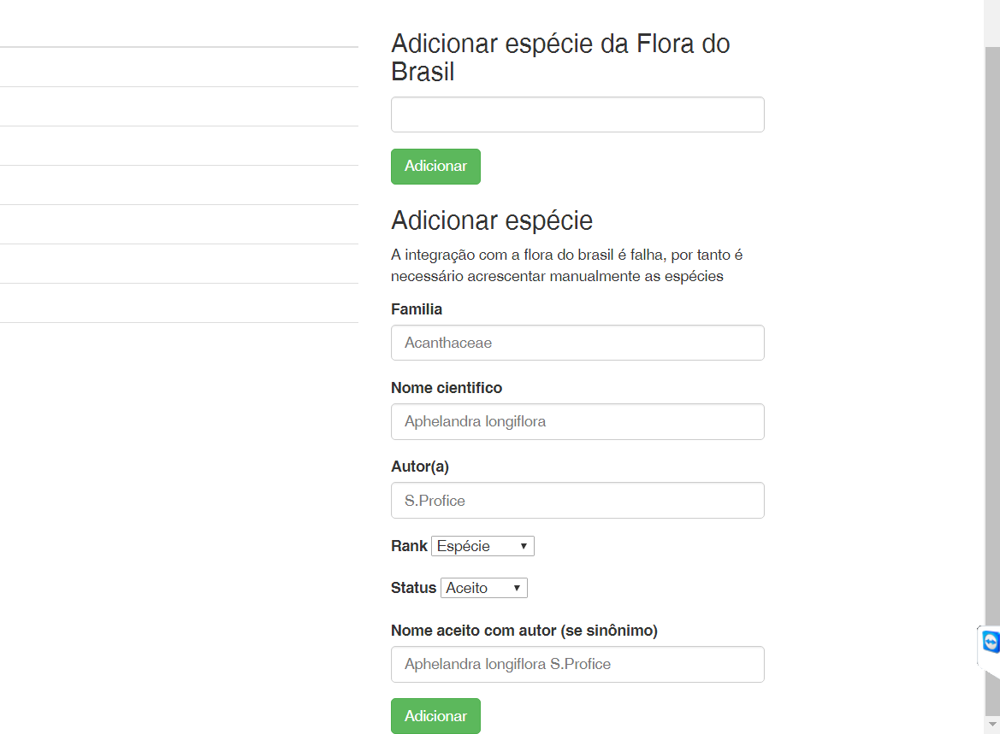 Adicionar espécie da Flora do
Brasil
Adicionar
Adicionar espécie
A integração com a flora do brasil é falha, por tanto é
necessário acrescentar manualmente as espécies
Familia
Acanthaceae
Nome cientifico
Aphelandra longiflora
Autor(a)
S.Profice
Rank Espécie
Status Aceito
Nome aceito com autor (se sinônimo)
Aphelandra longiflora S.Profice
Adicionar